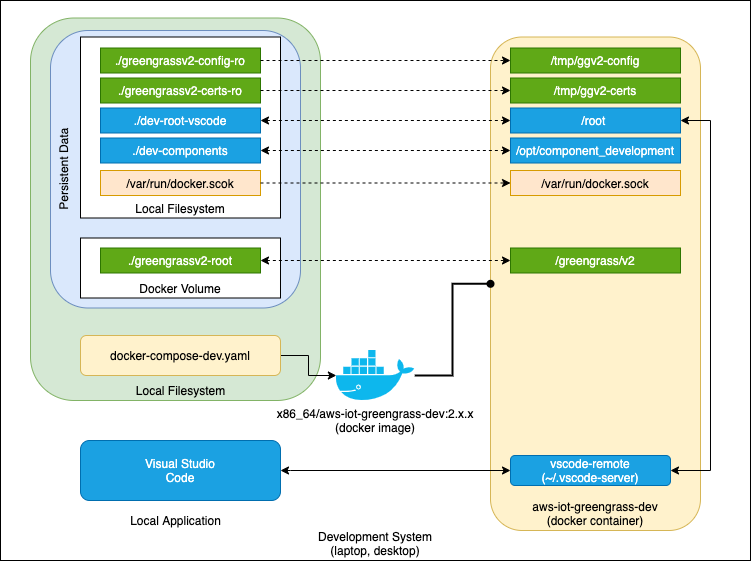 ./greengrassv2-config-ro
/tmp/ggv2-config
./greengrassv2-certs-ro
/tmp/ggv2-certs
./dev-root-vscode
/root
./dev-components
/opt/component_development
/var/run/docker.scok
/var/run/docker.sock
Local Filesystem
Persistent Data
./greengrassv2-root
/greengrass/v2
Docker Volume
docker-compose-dev.yaml
Local Filesystem
x86_64/aws-iot-greengrass-dev:2.x.x
(docker image)
Visual Studio
Code
vscode-remote
(~/.vscode-server)
Local Application
aws-iot-greengrass-dev
(docker container)
Development System
(laptop, desktop)